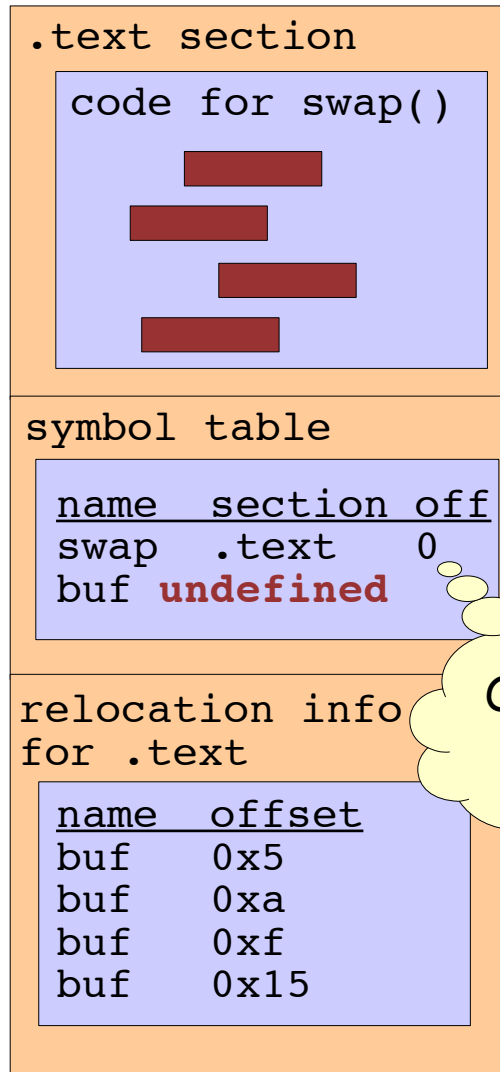 .text section
code for swap()
symbol table
name section off
swap .text 0
buf undefined
relocation info
for .text
name offset
buf 0x5
buf 0xa
buf 0xf
buf 0x15